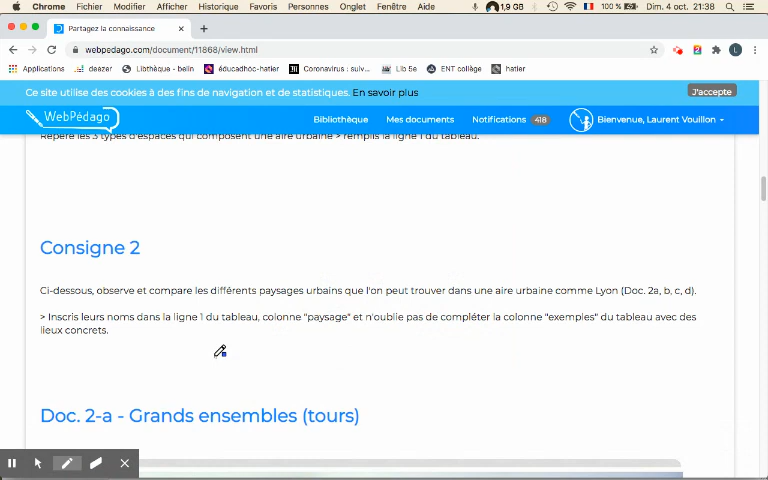 Chrome Fichier Modifier Afficher Historique Favoris Personnes Onglet Fenêtre Aide 1,9 GB 100 % Dim. 4 oct. 21:38
Partagez la connaissance
webpedago.com/document/11868/view.html L
Applications deezer Libthèque - belin éducadhoc-hatier Coronavirus : suiv... Lib 5e ENT collège hatier
Ce site utilise des cookies à des fins de navigation et de statistiques. En savoir plus J'accepte
WebPédago Bibliothèque Mes documents Notifications 418 Bienvenue, Laurent Vouillon
Repère les 3 types d'espaces qui composent une aire urbaine > remplis la ligne 1 du tableau.
Consigne 2
Ci-dessous, observe et compare les différents paysages urbains que l'on peut trouver dans une aire urbaine comme Lyon (Doc. 2a, b, c, d).
> Inscris leurs noms dans la ligne 1 du tableau, colonne "paysage" et n'oublie pas de compléter la colonne "exemples" du tableau avec des
lieux concrets.
Doc. 2-a - Grands ensembles (tours)